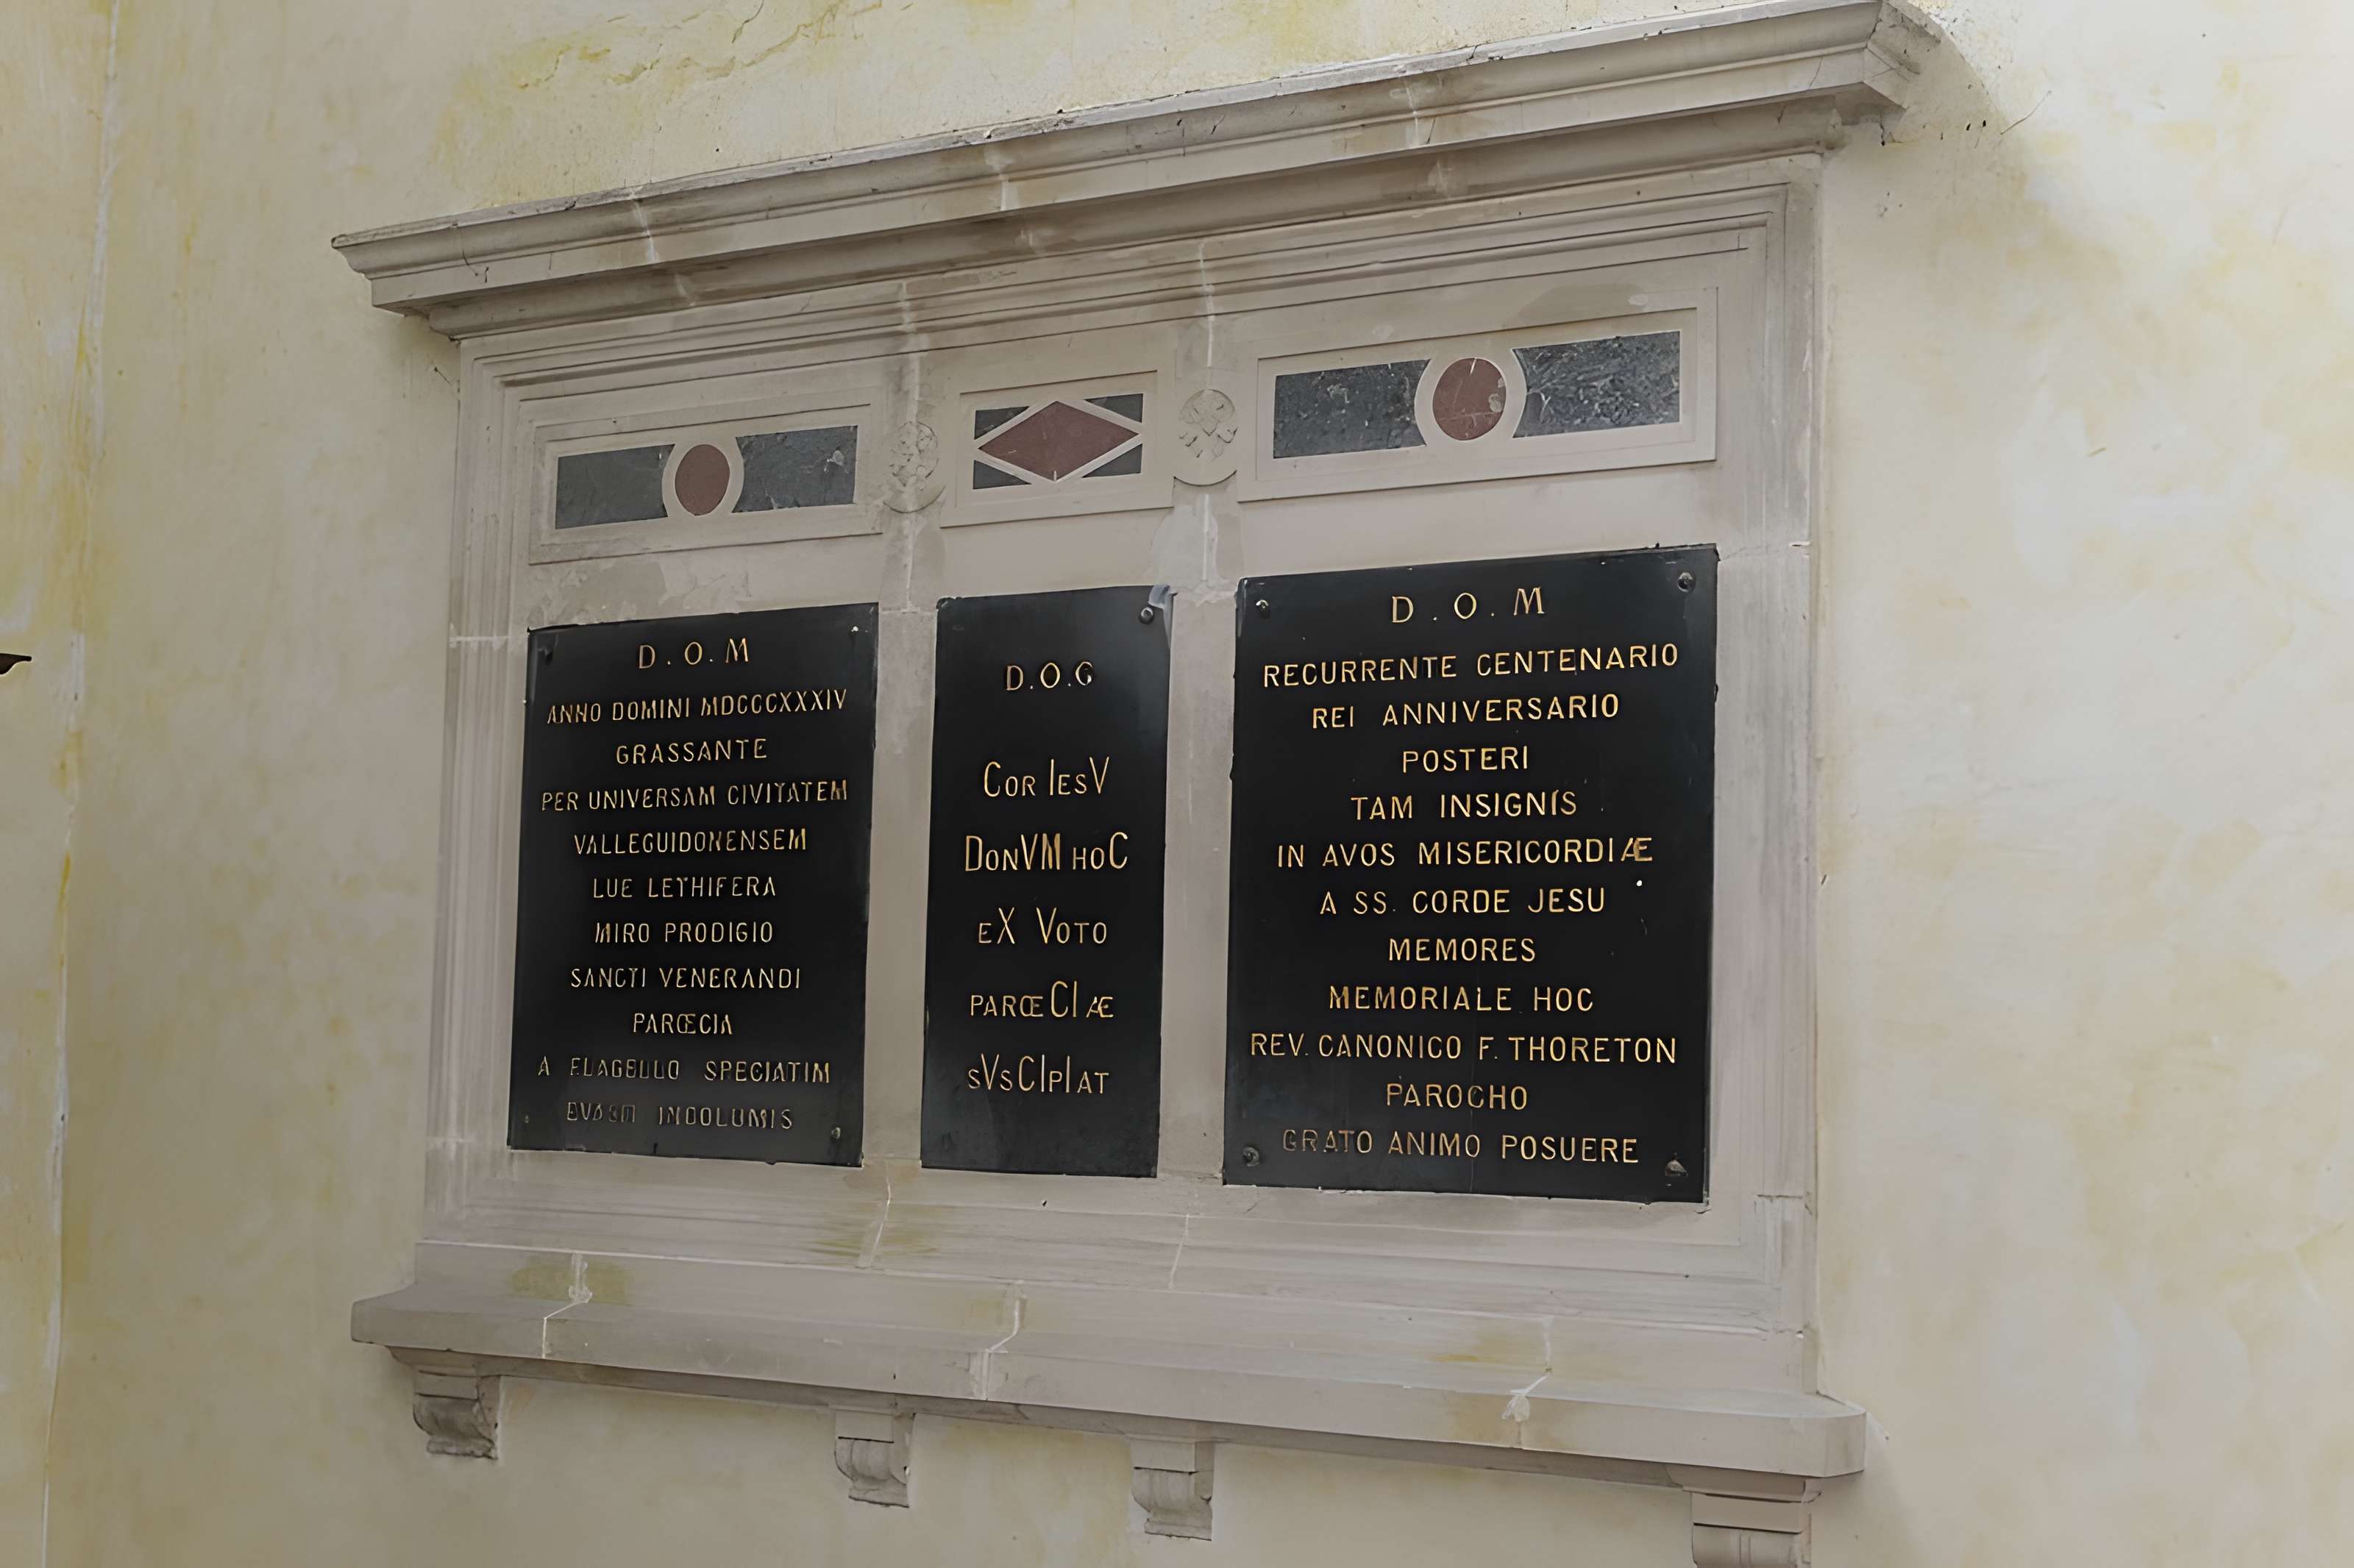 D . O . M
ANNO DOMINI MDCCCXXXIV
GRASSANTE
PER UNIVERSAM CIVITATEM
VALLEGUIDONENSEM
LUE LETHIFERA
MIRO PRODIGIO
SANCTI VENERANDI
PARŒCIA
A FLAGELLO SPECIATIM
EVASIT INCOLUMIS
D.O.G
COR IESV
DONVM HOC
EX VOTO
PARŒCIÆ
SVSCIPIAT
D . O . M
RECURRENTE CENTENARIO
REI ANNIVERSARIO
POSTERI
TAM INSIGNIS
IN AVOS MISERICORDIÆ
A SS. CORDE JESU
MEMORES
MEMORIALE HOC
REV. CANONICO F. THORETON
PAROCHO
GRATO ANIMO POSUERE